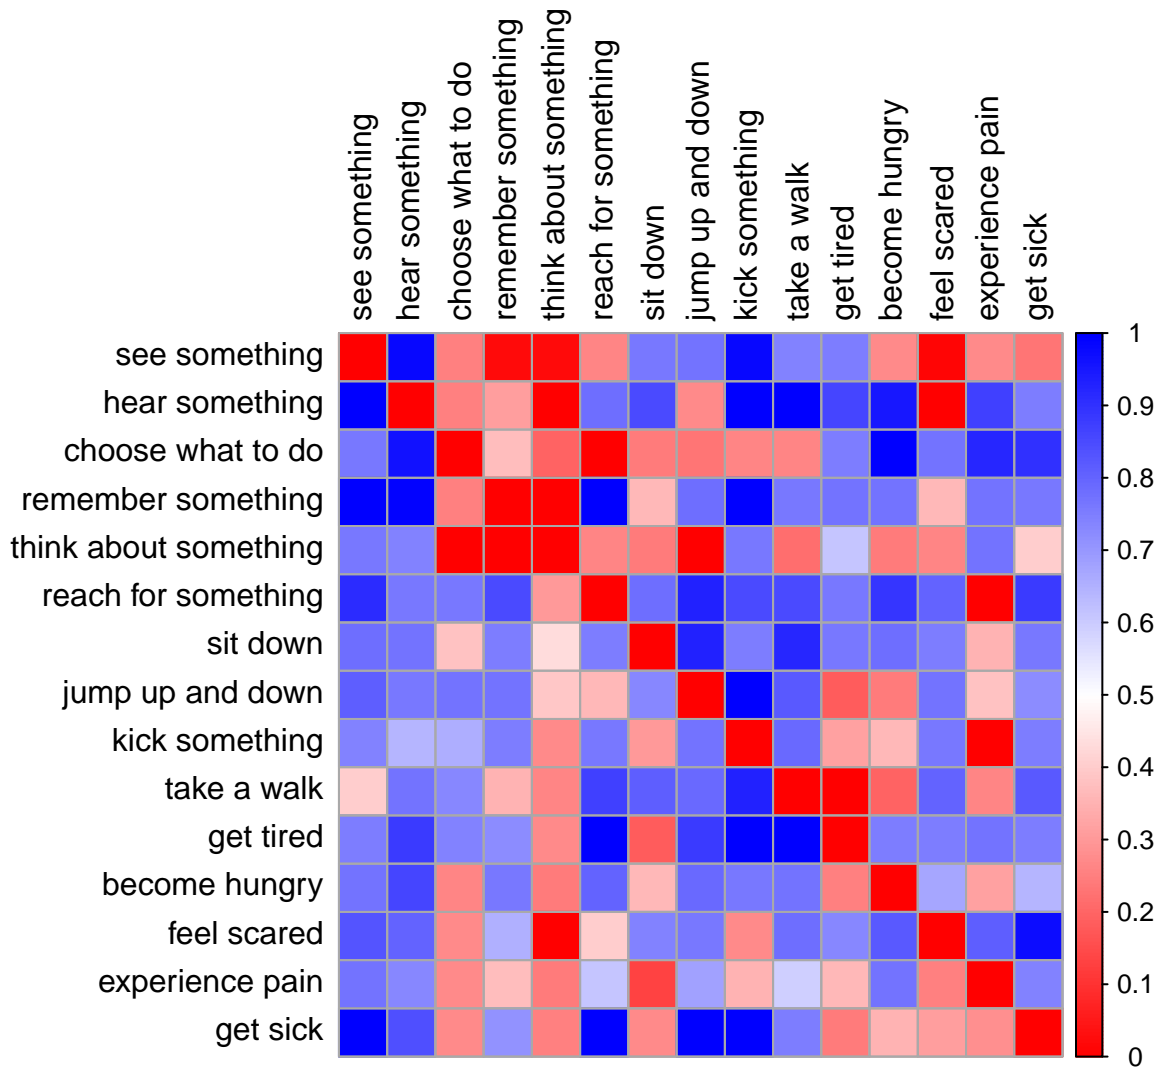 see something
hear something
choose what to do
remember something
think about something
reach for something
sit down
jump up and down
kick something
take a walk
get tired
become hungry
feel scared
experience pain
get sick
see something
hear something
choose what to do
remember something
think about something
reach for something
sit down
jump up and down
kick something
take a walk
get tired
become hungry
feel scared
experience pain
get sick
1
0.9
0.8
0.7
0.6
0.5
0.4
0.3
0.2
0.1
0